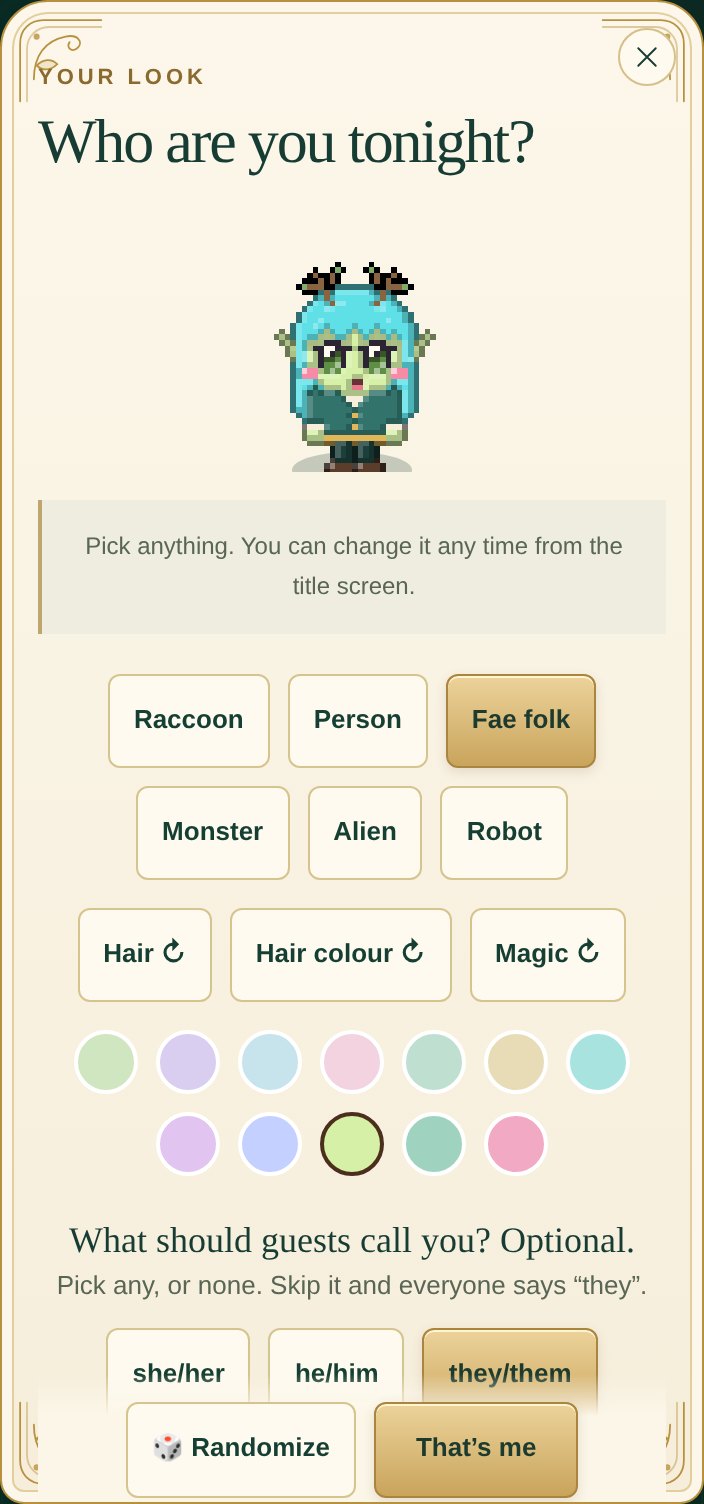 YOUR LOOK
Who are you tonight?
Pick anything. You can change it any time from the
title screen.
Raccoon
Person
Fae folk
Monster
Alien
Robot
Hair ↻
Hair colour ↻
Magic ↻
What should guests call you? Optional.
Pick any, or none. Skip it and everyone says “they”.
she/her
he/him
they/them
🎲 Randomize
That’s me